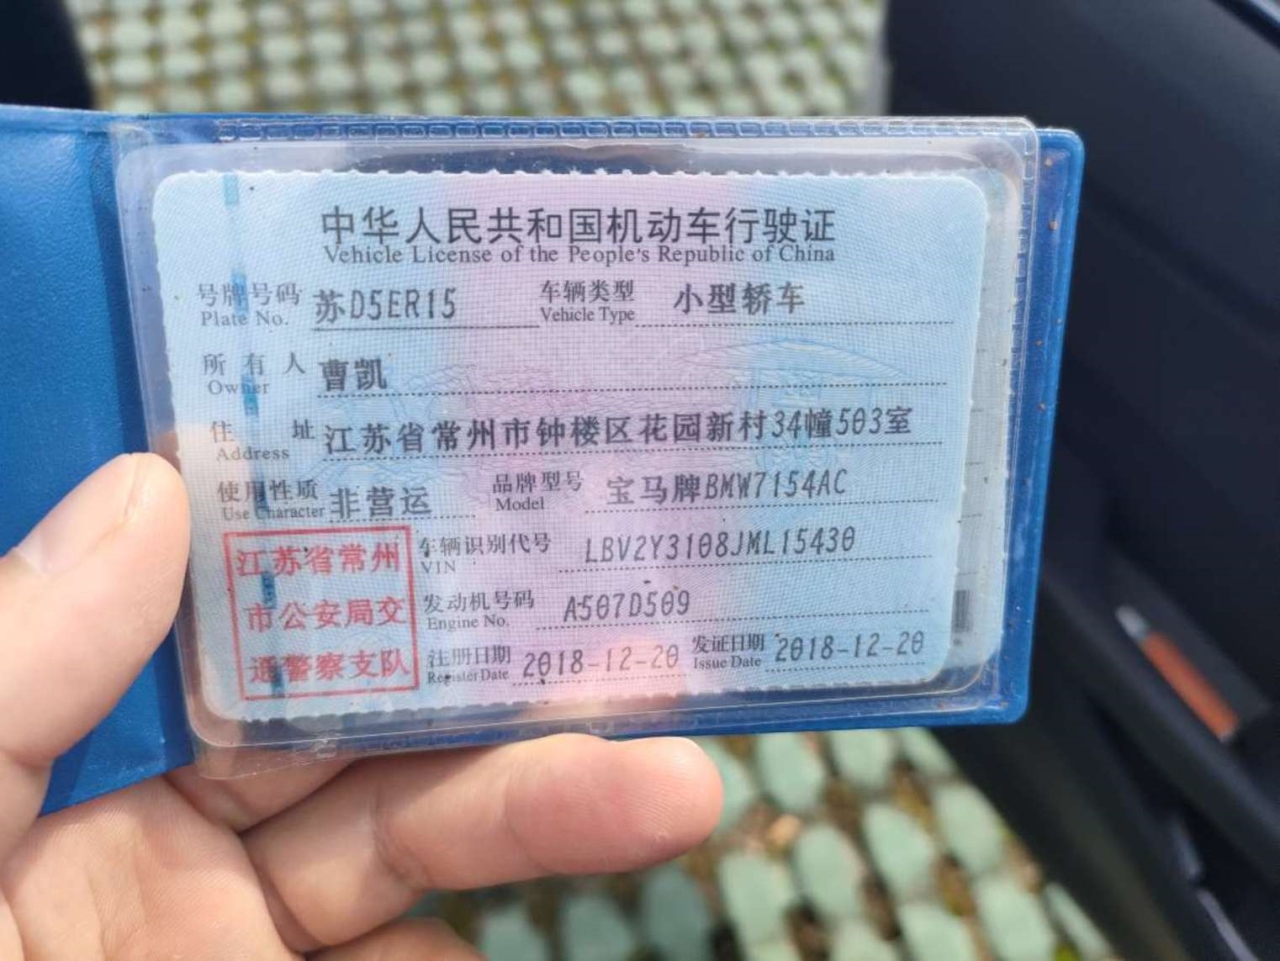 中华人民共和国机动车行驶证
Vehicle License of the People's Republic of China
号牌号码 苏D5ER15 车辆类型 小型轿车
Plate No. Vehicle Type
所有人 曹凯
Owner
住址 江苏省常州市钟楼区花园新村34幢503室
Address
使用性质 非营运 品牌型号 宝马牌BMW7154AC
Use Character Model
车辆识别代号 LBV2Y3108JML15430
VIN
发动机号码 A507D509
Engine No.
注册日期 2018-12-20 发证日期 2018-12-20
Register Date Issue Date
江苏省常州
市公安局交
通警察支队